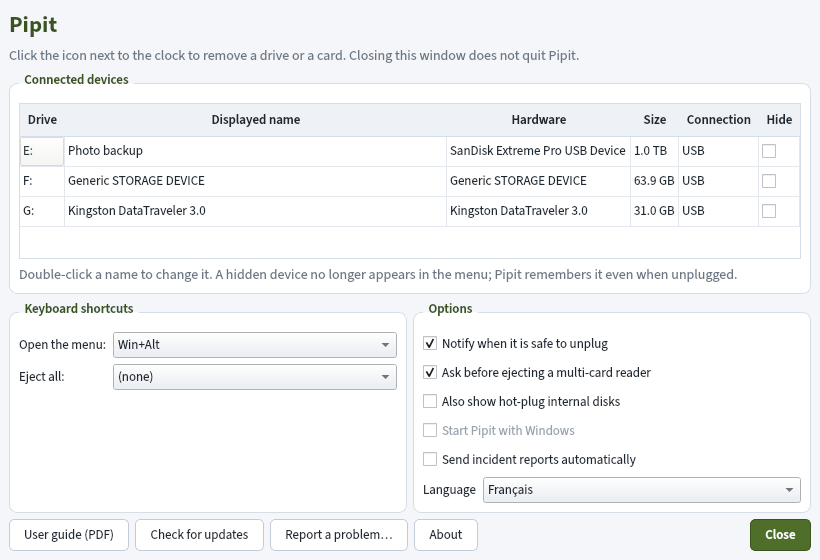 Pipit
Click the icon next to the clock to remove a drive or a card. Closing this window does not quit Pipit.
Connected devices
Drive Displayed name Hardware Size Connection Hide
E: Photo backup SanDisk Extreme Pro USB Device 1.0 TB USB
F: Generic STORAGE DEVICE Generic STORAGE DEVICE 63.9 GB USB
G: Kingston DataTraveler 3.0 Kingston DataTraveler 3.0 31.0 GB USB
Double-click a name to change it. A hidden device no longer appears in the menu; Pipit remembers it even when unplugged.
Keyboard shortcuts
Open the menu: Win+Alt
Eject all: (none)
Options
Notify when it is safe to unplug
Ask before ejecting a multi-card reader
Also show hot-plug internal disks
Start Pipit with Windows
Send incident reports automatically
Language Français
User guide (PDF) Check for updates Report a problem… About Close